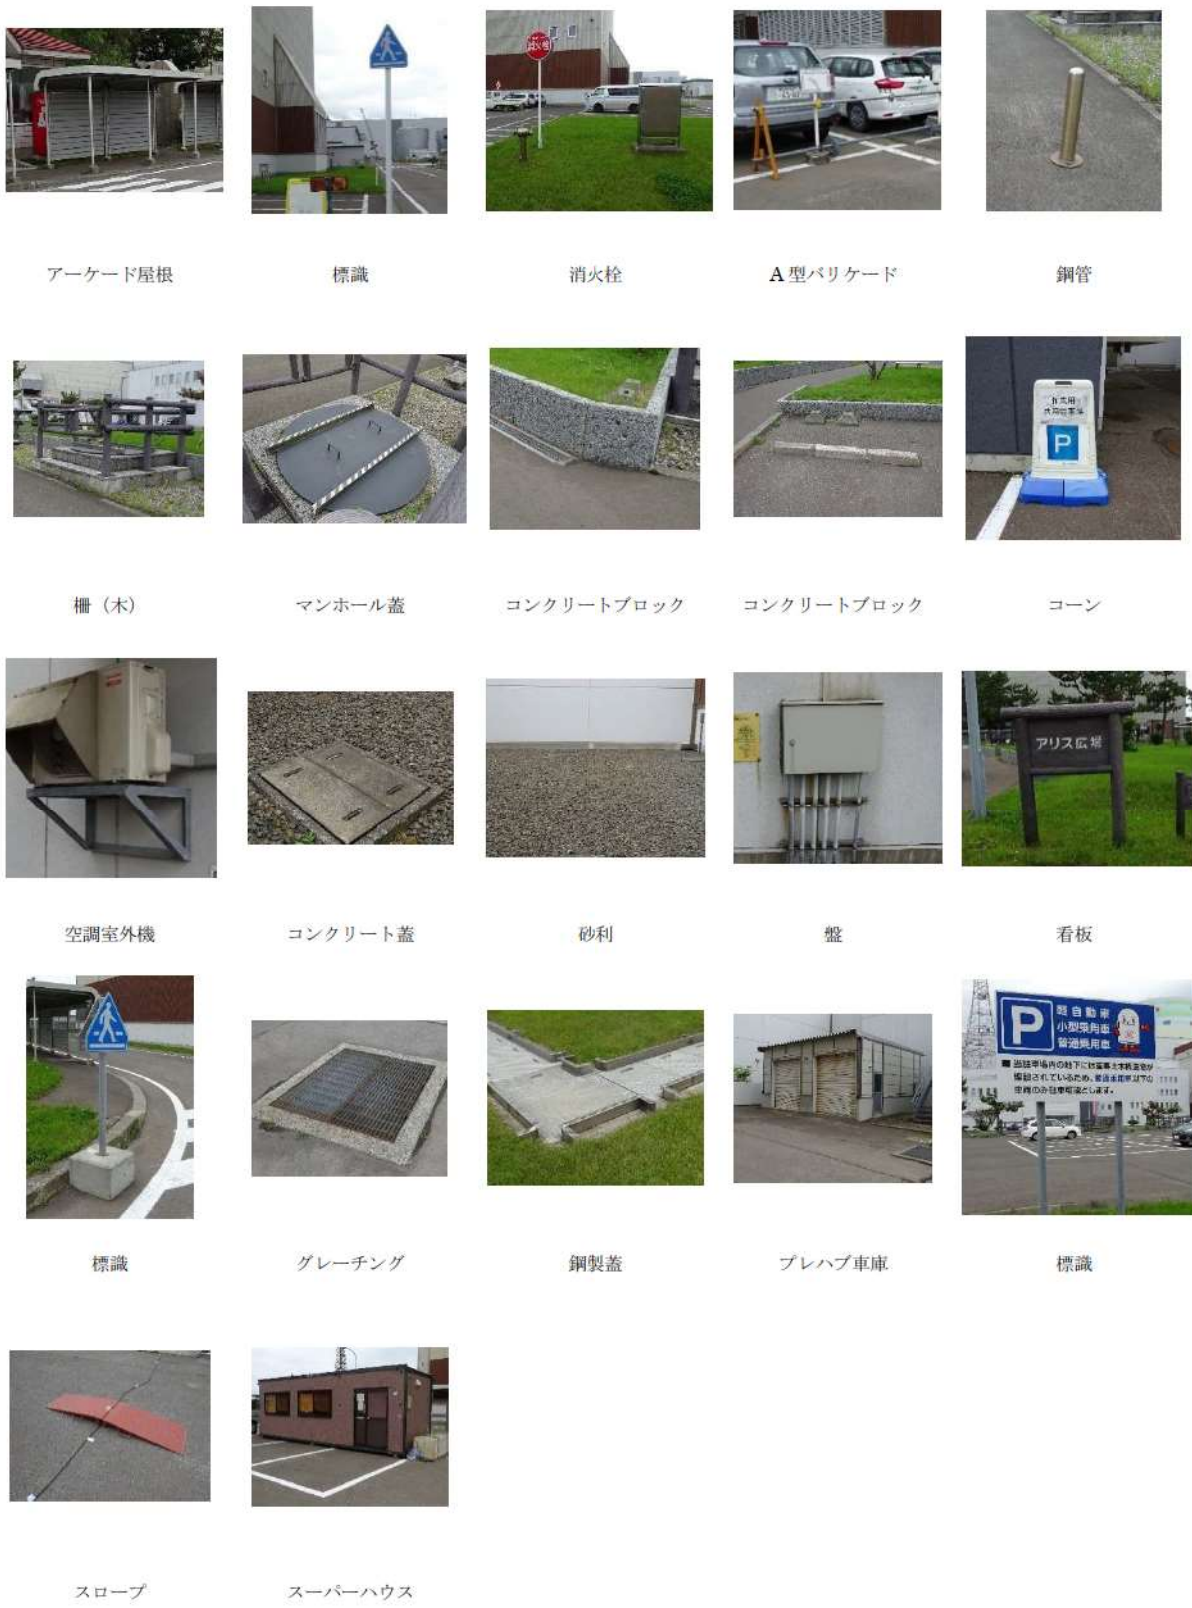 消火栓
アーケード屋根
標識
消火栓
A 型バリケード
鋼管
P
柵（木）
マンホール蓋
コンクリートブロック
コンクリートブロック
コーン
アリス広場
空調室外機
コンクリート蓋
砂利
盤
看板
P
軽自動車
小型乗用車
普通乗用車
標識
グレーチング
鋼製蓋
プレハブ車庫
標識
スロープ
スーパーハウス